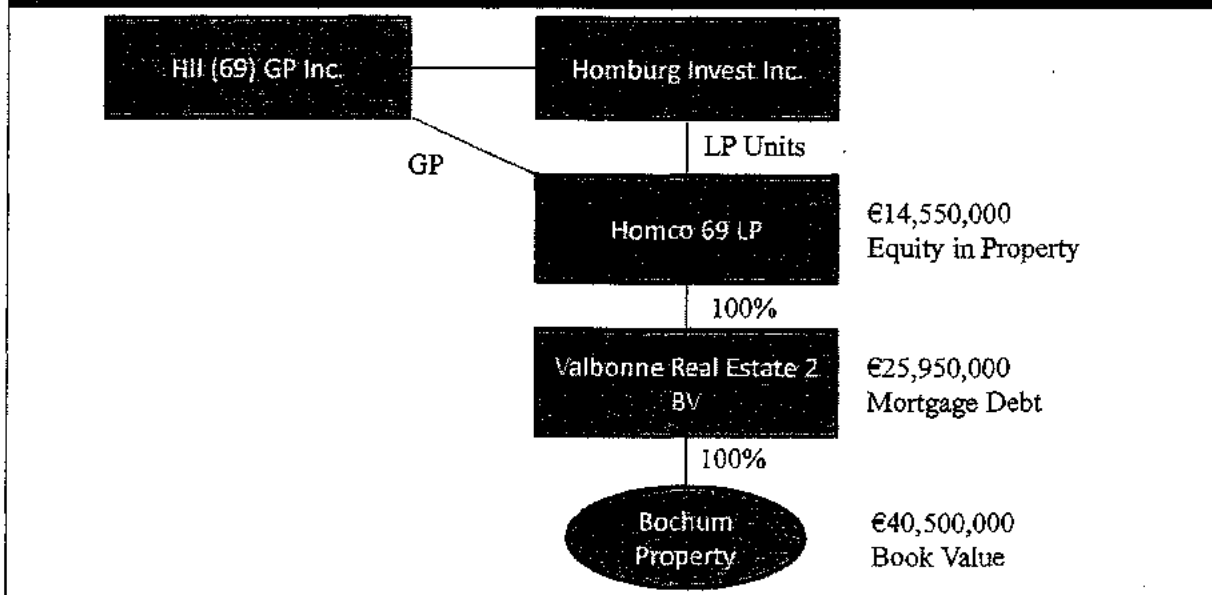 HII (69) GP Inc.
Homburg Invest Inc.
GP
LP Units
Homco 69 LP
€14,550,000
Equity in Property
100%
Valbonne Real Estate 2
BV
€25,950,000
Mortgage Debt
100%
Bochum
Property
€40,500,000
Book Value